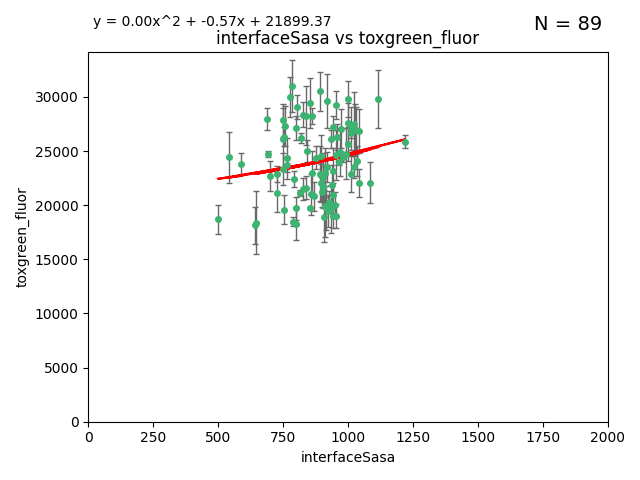 y = 0.00x^2 + -0.57x + 21899.37
N = 89
interfaceSasa vs toxgreen_fluor
toxgreen_fluor
30000
25000
20000
15000
10000
5000
0
0 250 500 750 1000 1250 1500 1750 2000
interfaceSasa